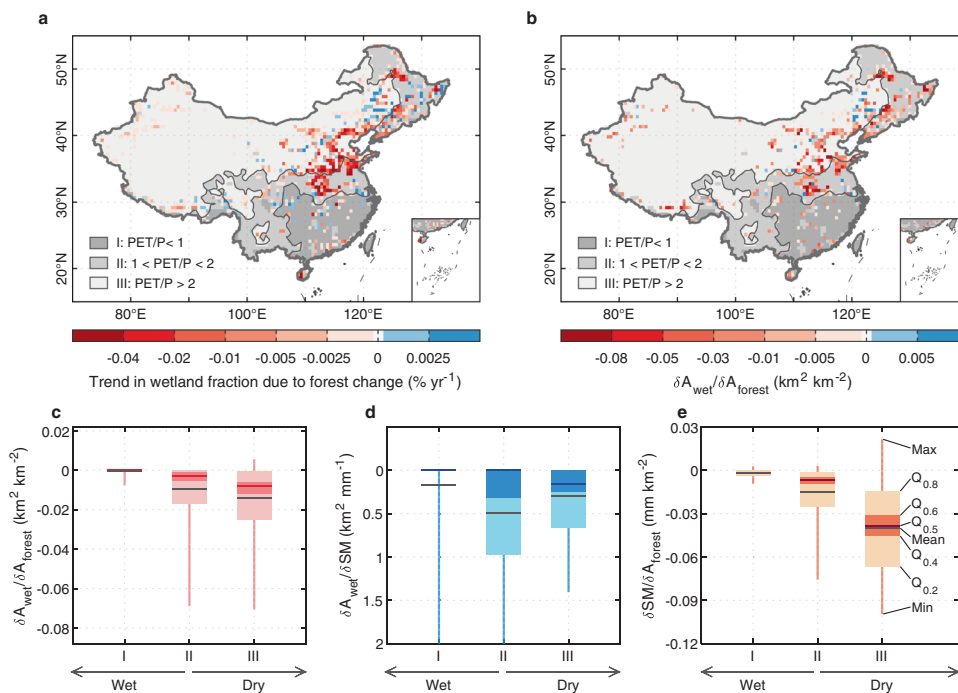 a
50°N
40°N
30°N
20°N
I: PET/P< 1
II: 1 < PET/P < 2
III: PET/P > 2
80°E 100°E 120°E
-0.04 -0.02 -0.01 -0.005 -0.0025 0 0.0025
Trend in wetland fraction due to forest change (% yr⁻¹)
b
50°N
40°N
30°N
20°N
I: PET/P< 1
II: 1 < PET/P < 2
III: PET/P > 2
80°E 100°E 120°E
-0.08 -0.05 -0.03 -0.01 -0.005 0 0.005
δA_wet/δA_forest (km² km⁻²)
c
δA_wet/δA_forest (km² km⁻²)
0.02
0
-0.02
-0.04
-0.06
-0.08
I II III
Wet Dry
d
δA_wet/δSM (km² mm⁻¹)
0
0.5
1
1.5
2
I II III
Wet Dry
e
δSM/δA_forest (mm km⁻²)
0.03
0
-0.03
-0.06
-0.09
-0.12
Max
Q0.8
Q0.6
Q0.5
Mean
Q0.4
Q0.2
Min
I II III
Wet Dry